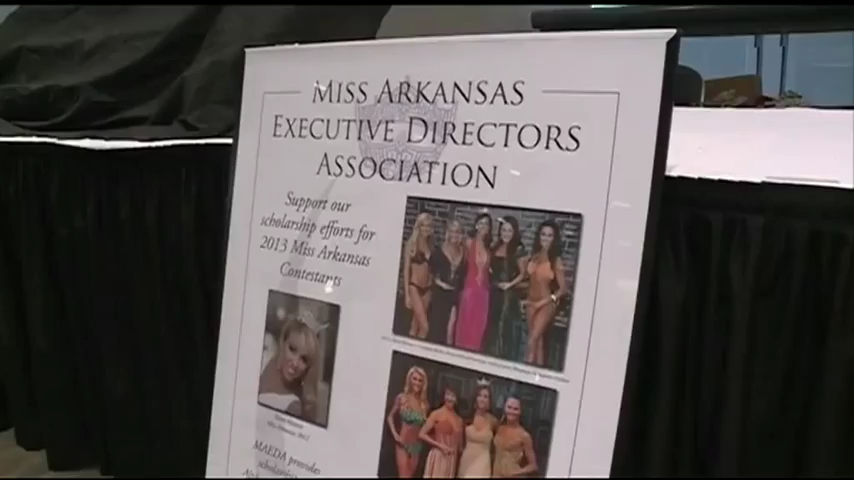 MISS ARKANSAS
EXECUTIVE DIRECTORS
ASSOCIATION
Support our
scholarship efforts for
2013 Miss Arkansas
Contestants
MAEDA provides